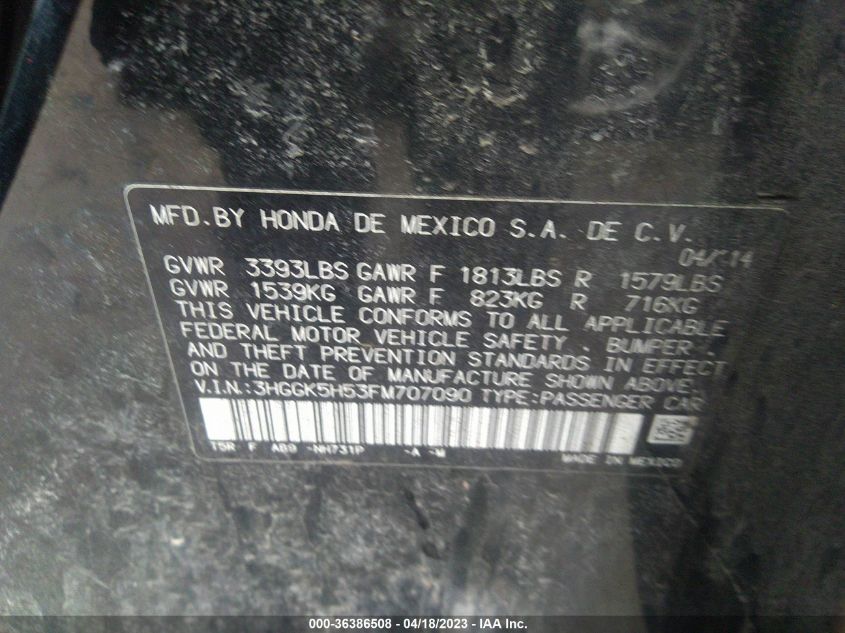 MFD.BY HONDA DE MEXICO S.A. DE C.V.
04/14
GVWR 3393LBS GAWR F 1813LBS R 1579LBS
GVWR 1539KG GAWR F 823KG R 716KG
THIS VEHICLE CONFORMS TO ALL APPLICABLE
FEDERAL MOTOR VEHICLE SAFETY , BUMPER ,
AND THEFT PREVENTION STANDARDS IN EFFECT
ON THE DATE OF MANUFACTURE SHOWN ABOVE.
V.I.N.:3HGGK5H53FM707090 TYPE:PASSENGER CAR
T5R F AB9 -NH731P -A -M
MADE IN MEXICO
000-36386508 - 04/18/2023 - IAA Inc.